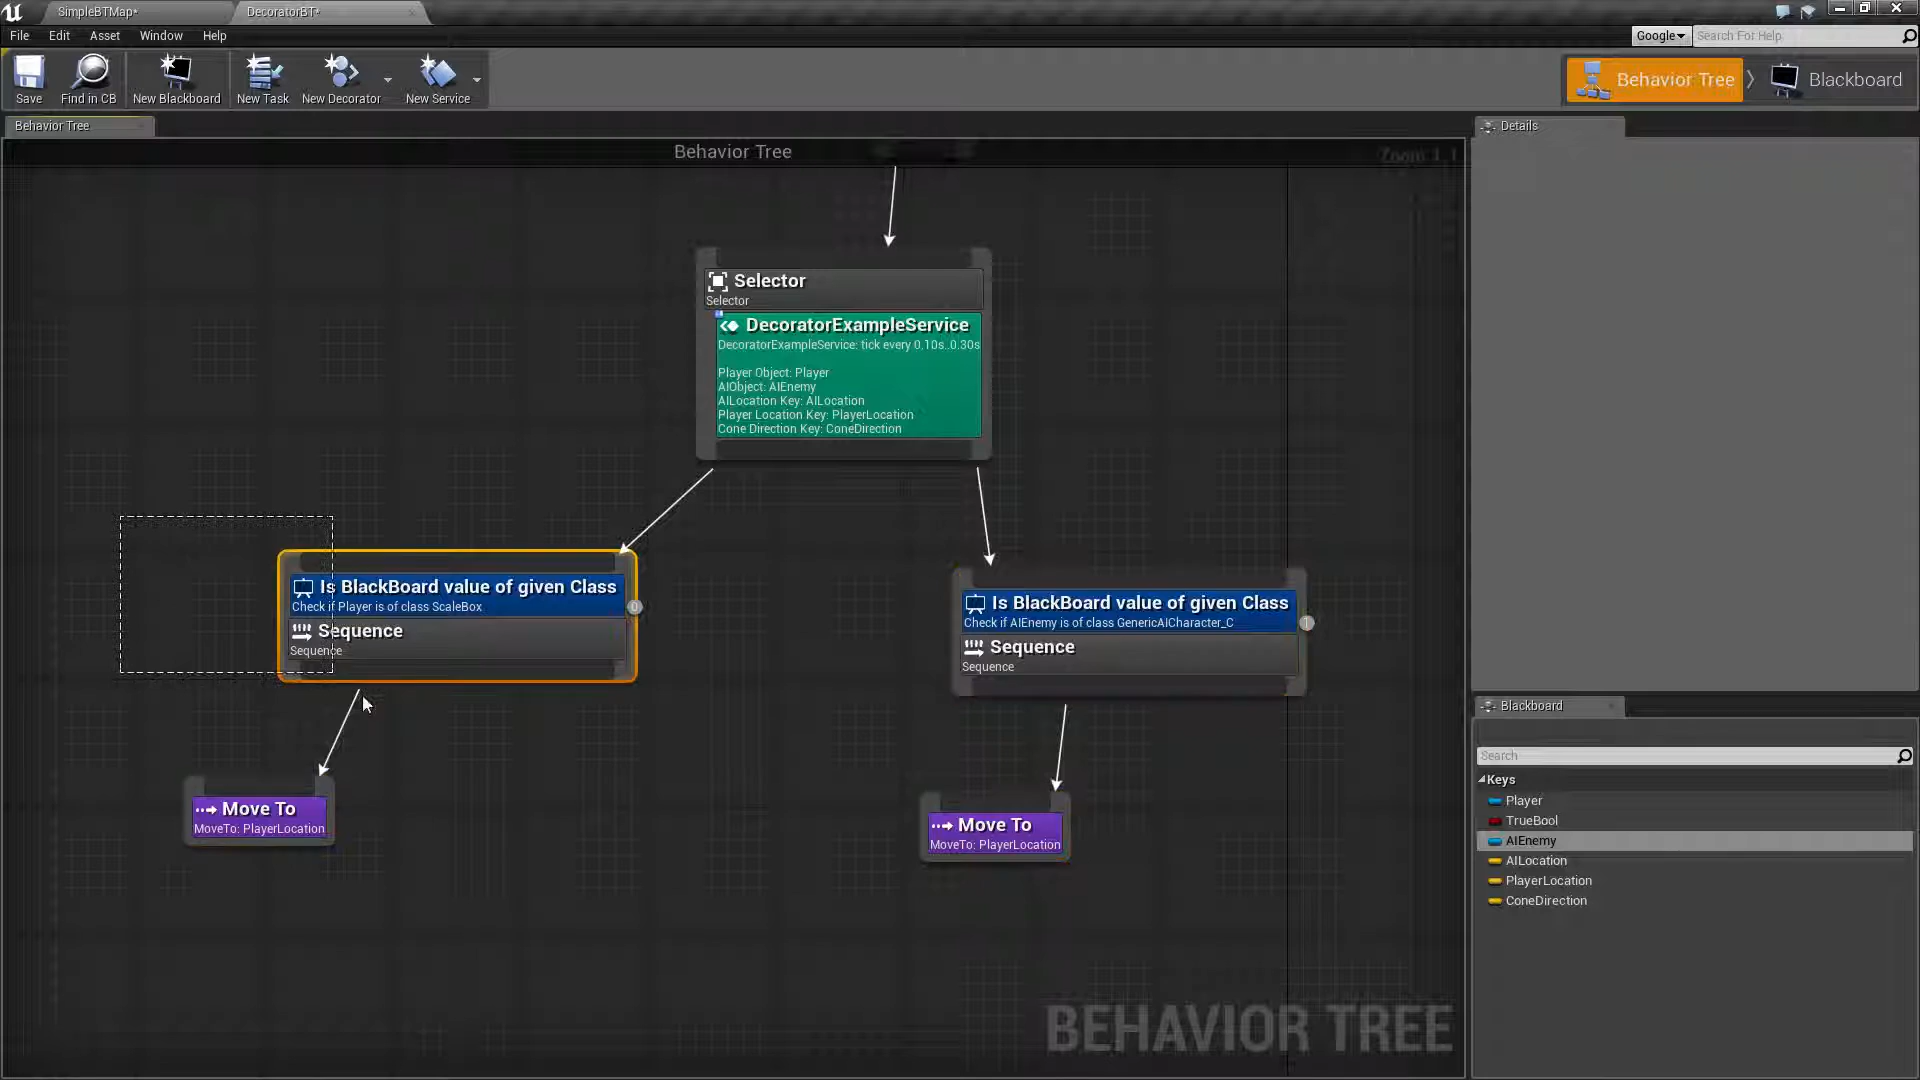 SimpleBTMap*
DecoratorBT*
File Edit Asset Window Help
Google
Search For Help
Save
Find in CB
New Blackboard
New Task
New Decorator
New Service
Behavior Tree
Blackboard
Behavior Tree
Details
Behavior Tree
Zoom 1:1
Selector
Selector
DecoratorExampleService
DecoratorExampleService: tick every 0.10s..0.30s
Player Object: Player
AIObject: AIEnemy
AILocation Key: AILocation
Player Location Key: PlayerLocation
Cone Direction Key: ConeDirection
Is BlackBoard value of given Class
Check if Player is of class ScaleBox
0
Sequence
Sequence
Is BlackBoard value of given Class
Check if AIEnemy is of class GenericAICharacter_C
1
Sequence
Sequence
Move To
MoveTo: PlayerLocation
Move To
MoveTo: PlayerLocation
BEHAVIOR TREE
Blackboard
Search
Keys
Player
TrueBool
AIEnemy
AILocation
PlayerLocation
ConeDirection